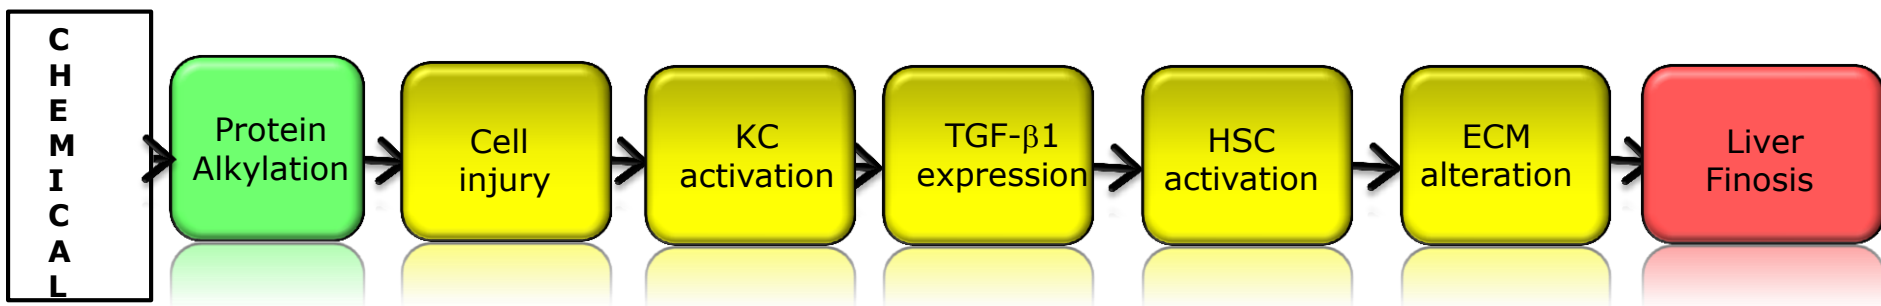 C
H
E
M
I
C
A
L
Protein
Alkylation
Cell
injury
KC
activation
TGF-β1
expression
HSC
activation
ECM
alteration
Liver
Finosis